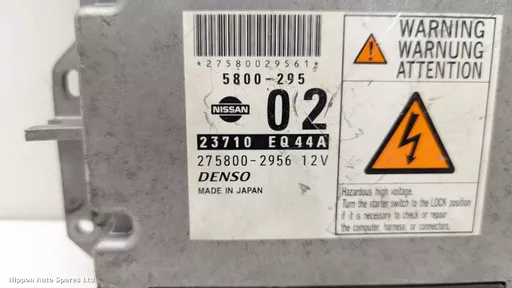 *27580029561*
5800-295
NISSAN
02
23710 EQ44A
275800-2956 12V
DENSO
MADE IN JAPAN
WARNING
WARNUNG
ATTENTION
Hazardous high voltage.
Turn the starter switch to the LOCK position
if it is necessary to check or repair
the computer, harness, or connectors.
Nippon Auto Spares Ltd